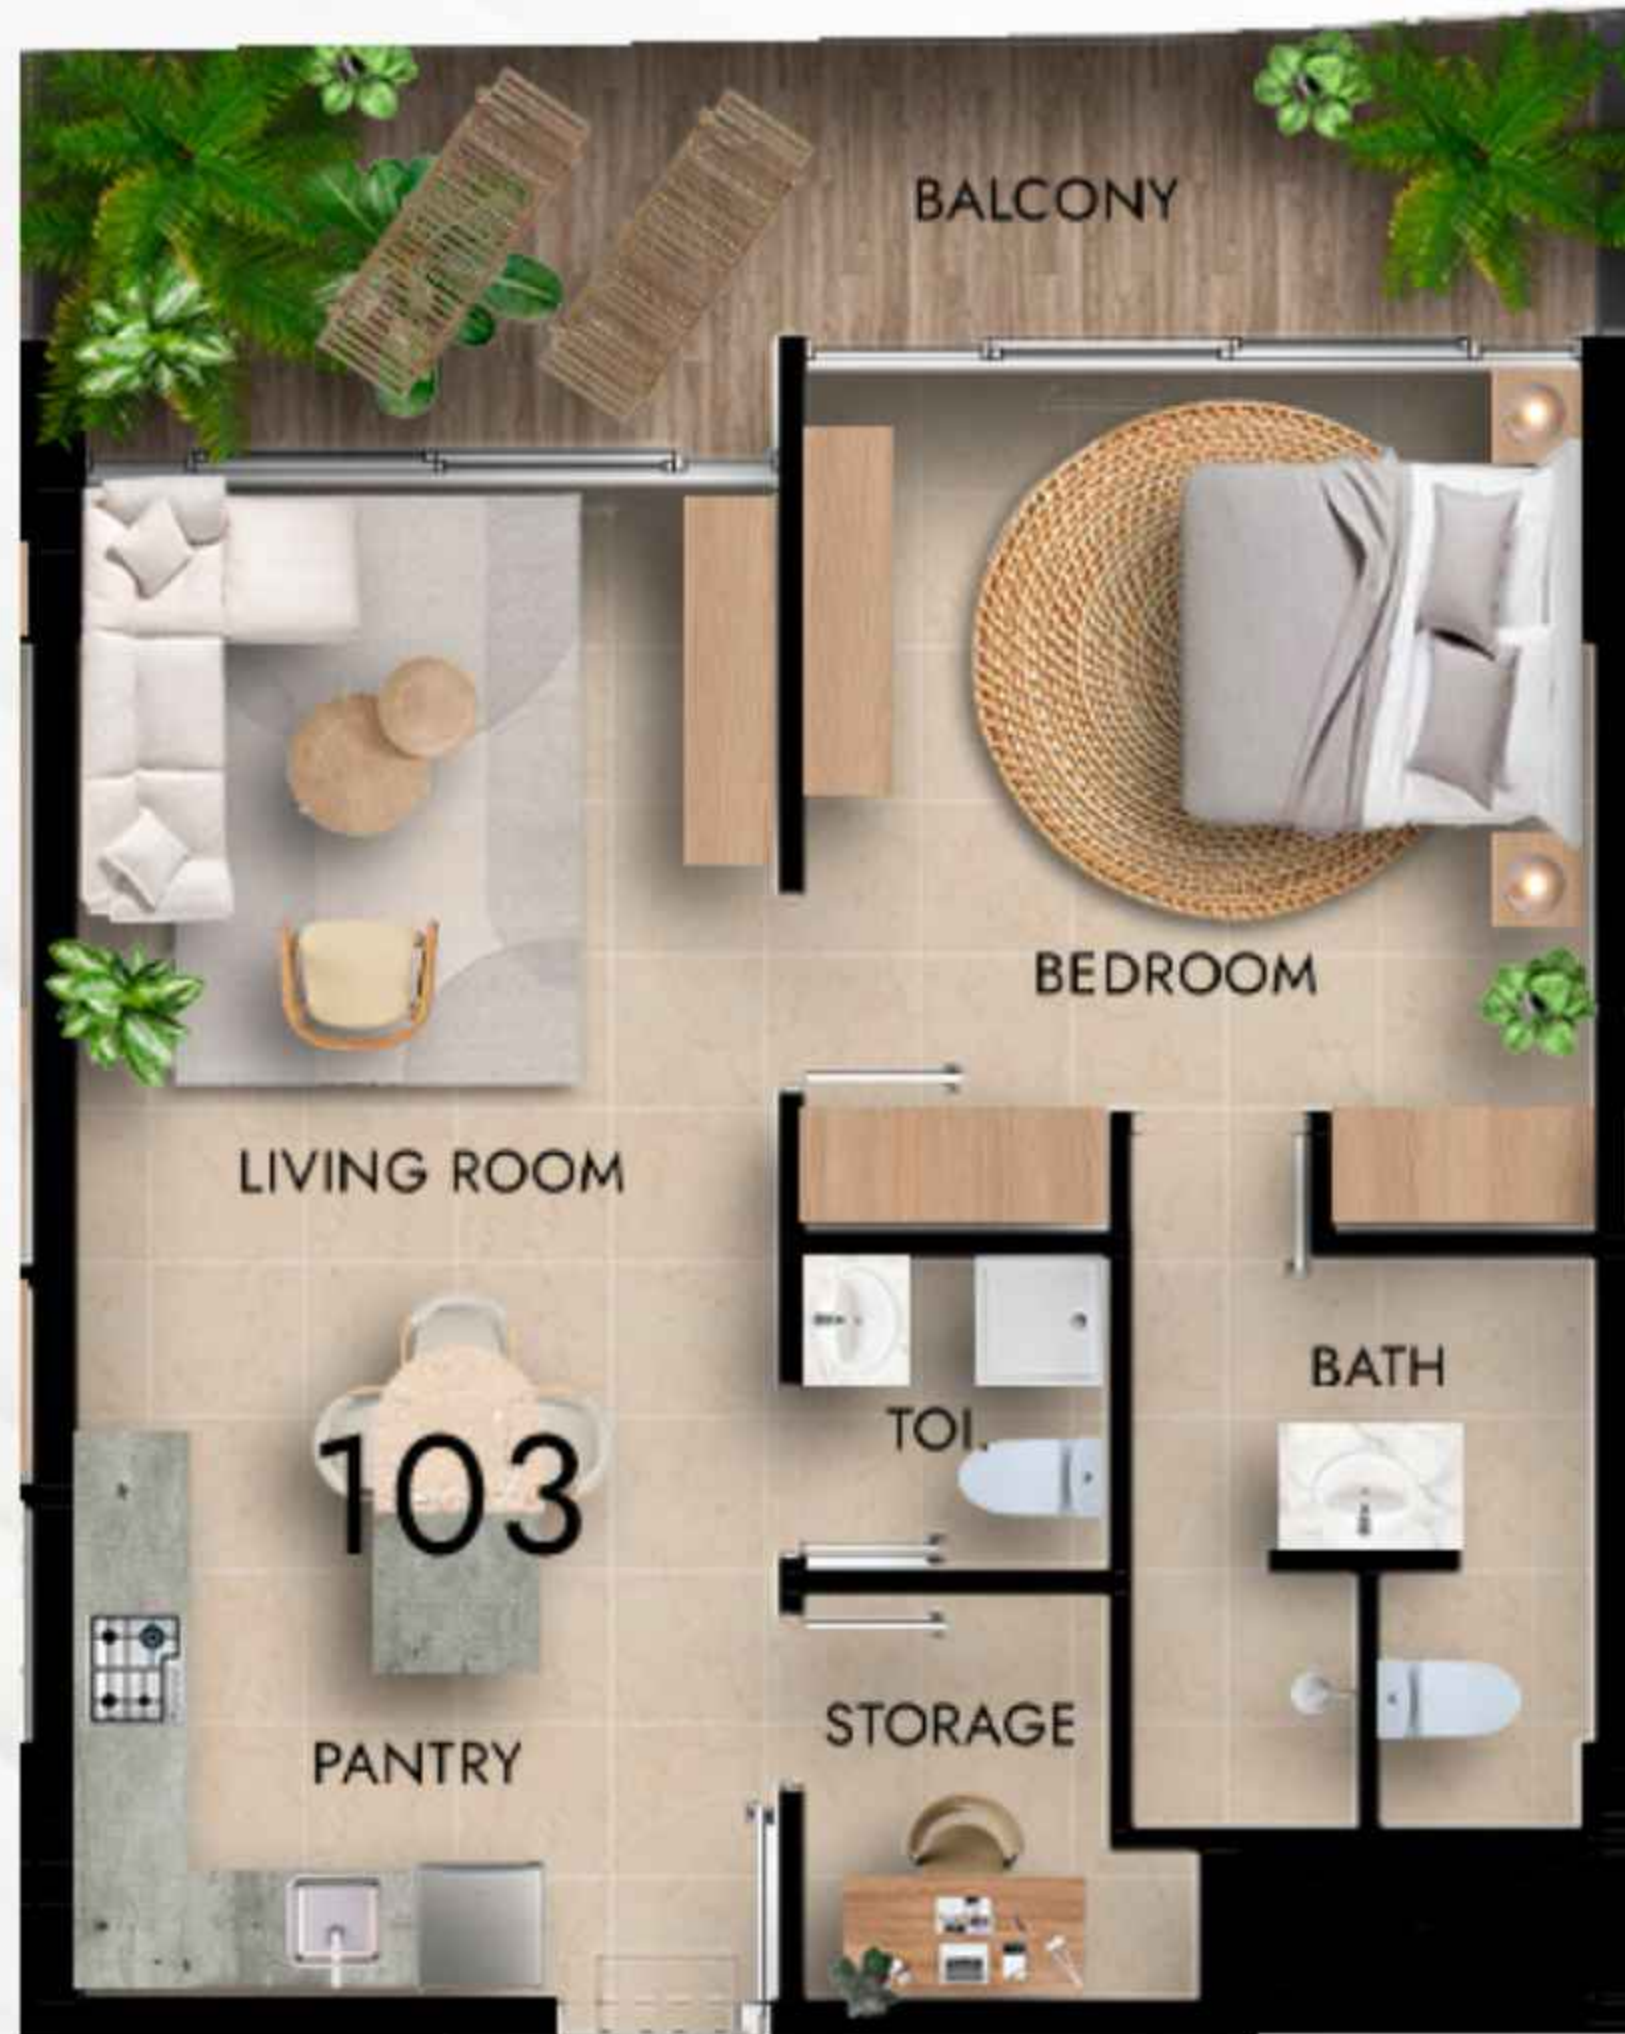 BALCONY
BEDROOM
LIVING ROOM
BATH
TOI.
103
STORAGE
PANTRY